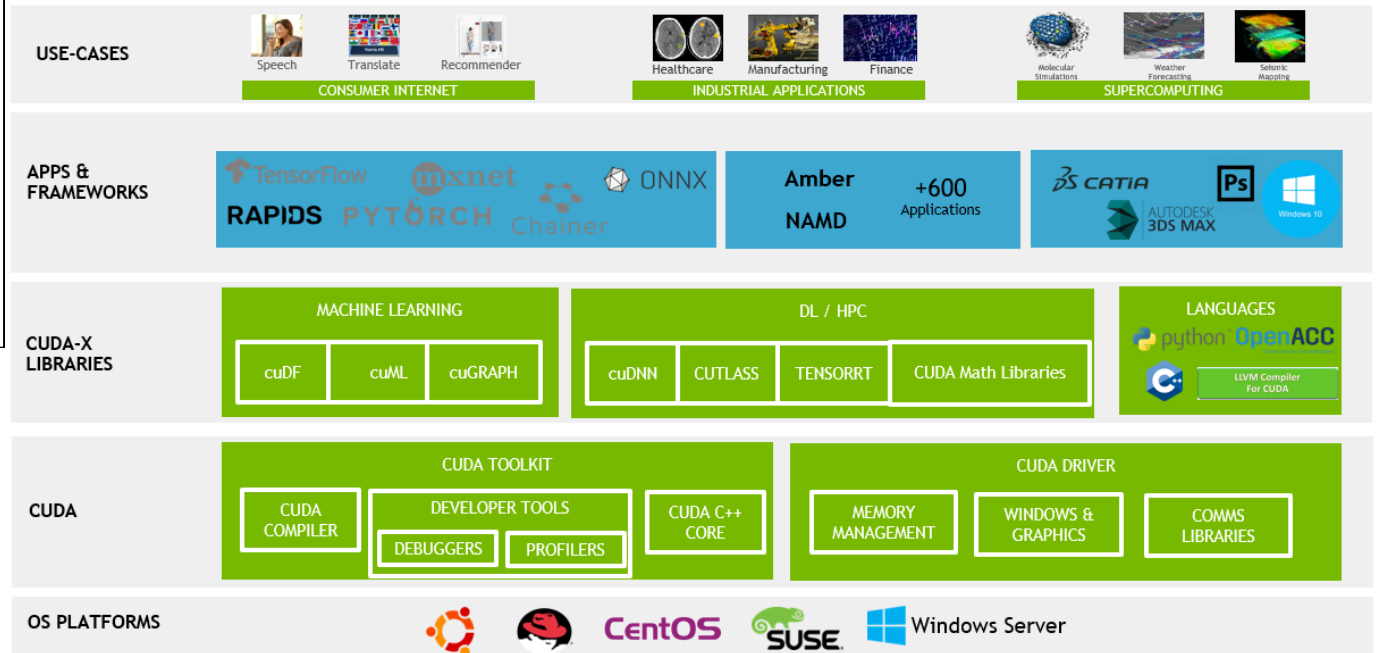 USE-CASES
Speech
Translate
Recommender
CONSUMER INTERNET
Healthcare
Manufacturing
Finance
INDUSTRIAL APPLICATIONS
Molecular
Simulations
Weather
Forecasting
Seismic
Mapping
SUPERCOMPUTING
APPS &
FRAMEWORKS
TensorFlow
mxnet
ONNX
RAPIDS
PYTORCH
Chainer
Amber
NAMD
+600
Applications
CATIA
Ps
AUTODESK
3DS MAX
Windows 10
CUDA-X
LIBRARIES
MACHINE LEARNING
cuDF
cuML
cuGRAPH
DL / HPC
cuDNN
CUTLASS
TENSORRT
CUDA Math Libraries
LANGUAGES
python
OpenACC
C++
LLVM Compiler
For CUDA
CUDA
CUDA TOOLKIT
CUDA
COMPILER
DEVELOPER TOOLS
DEBUGGERS
PROFILERS
CUDA C++
CORE
CUDA DRIVER
MEMORY
MANAGEMENT
WINDOWS &
GRAPHICS
COMMS
LIBRARIES
OS PLATFORMS
CentOS
SUSE
Windows Server